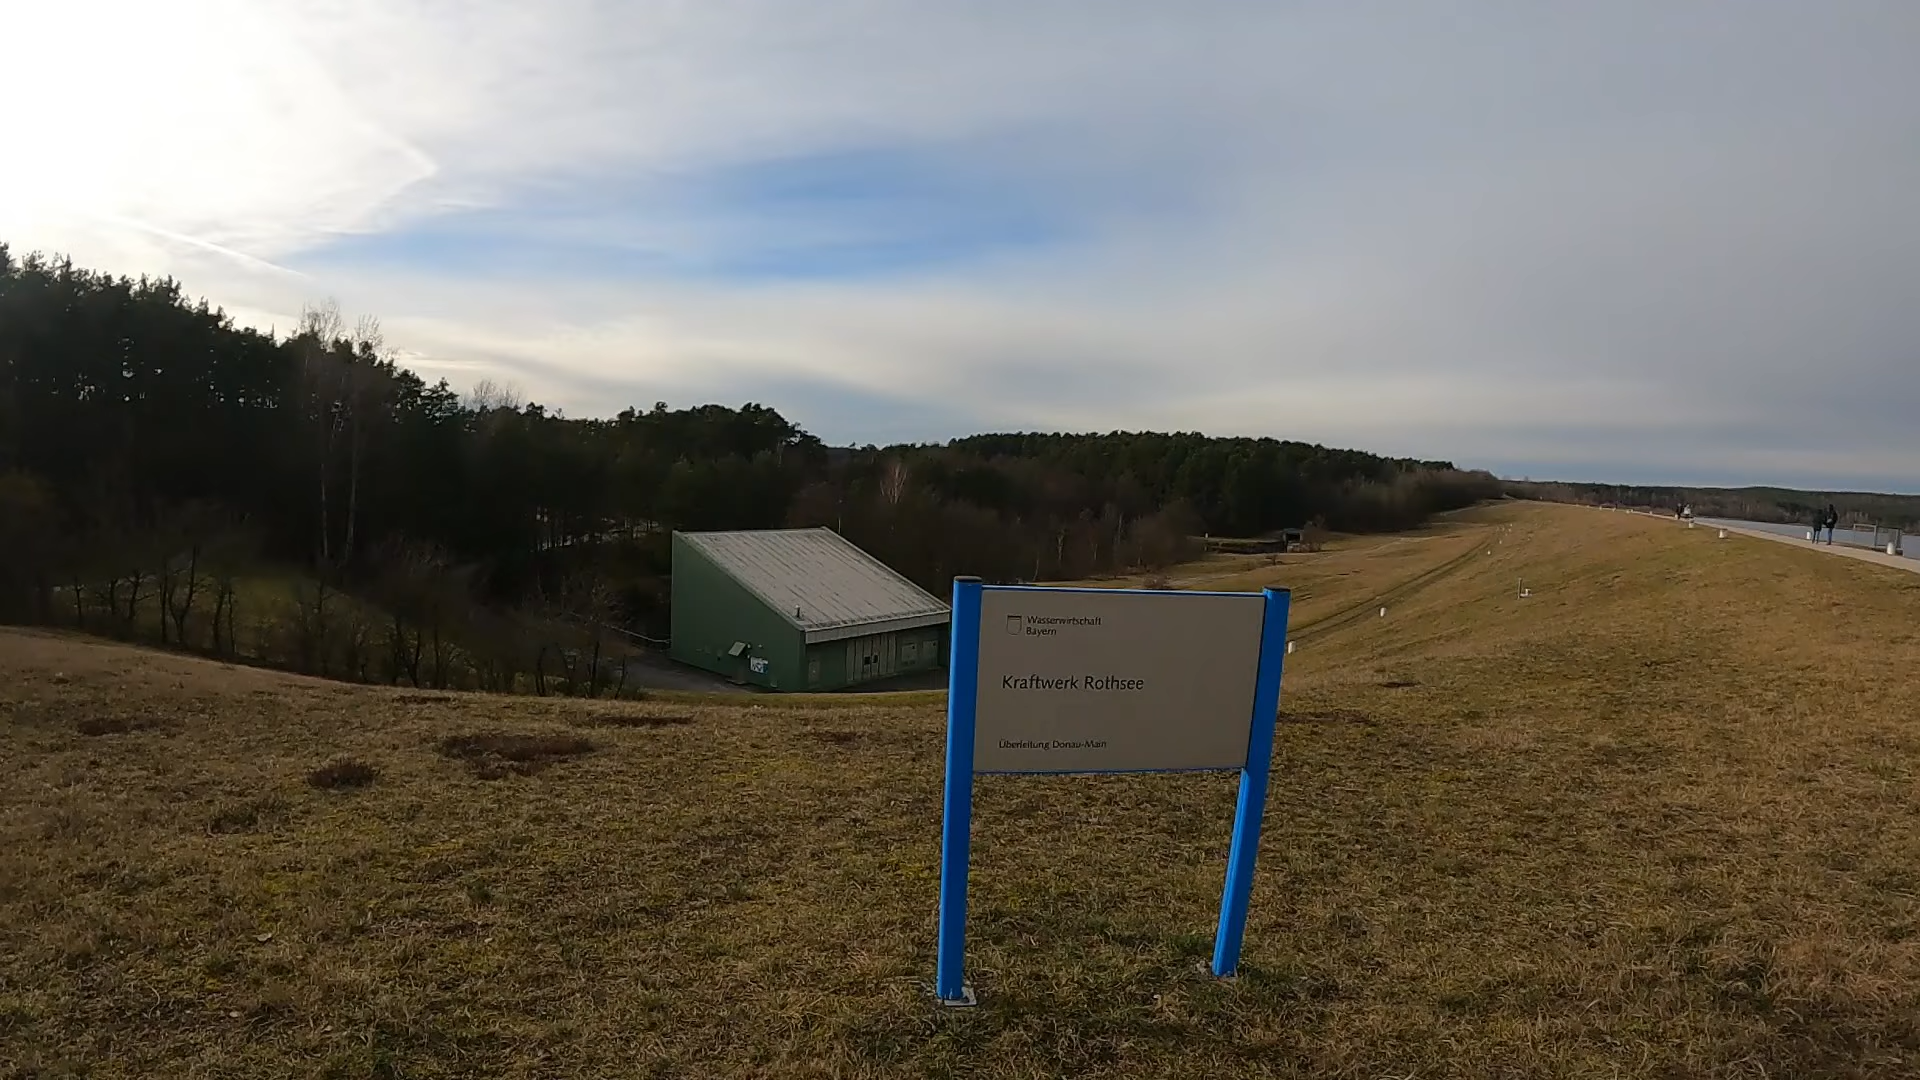 Wasserwirtschaft
Bayern
Kraftwerk Rothsee
Überleitung Donau-Main